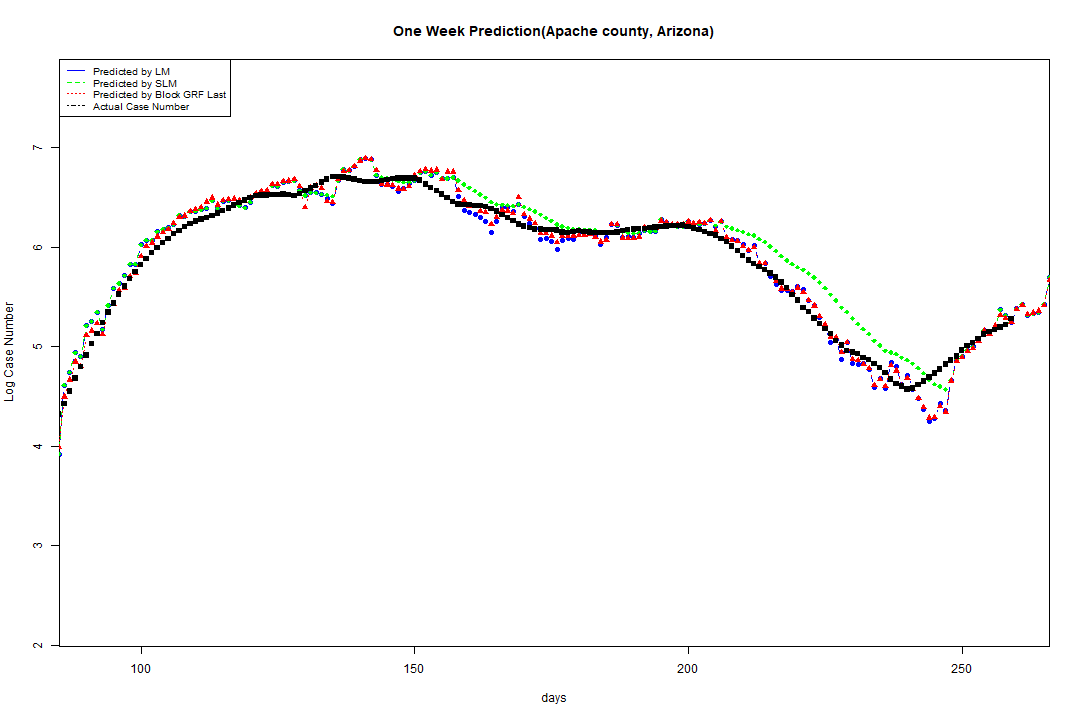 One Week Prediction(Apache county, Arizona)
Predicted by LM
Predicted by SLM
Predicted by Block GRF Last
Actual Case Number
7
6
5
4
3
2
Log Case Number
100 150 200 250
days